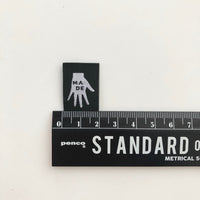 MA
DE
0 1 2 3 4 5 6 7
penco STANDARD
METRICAL S